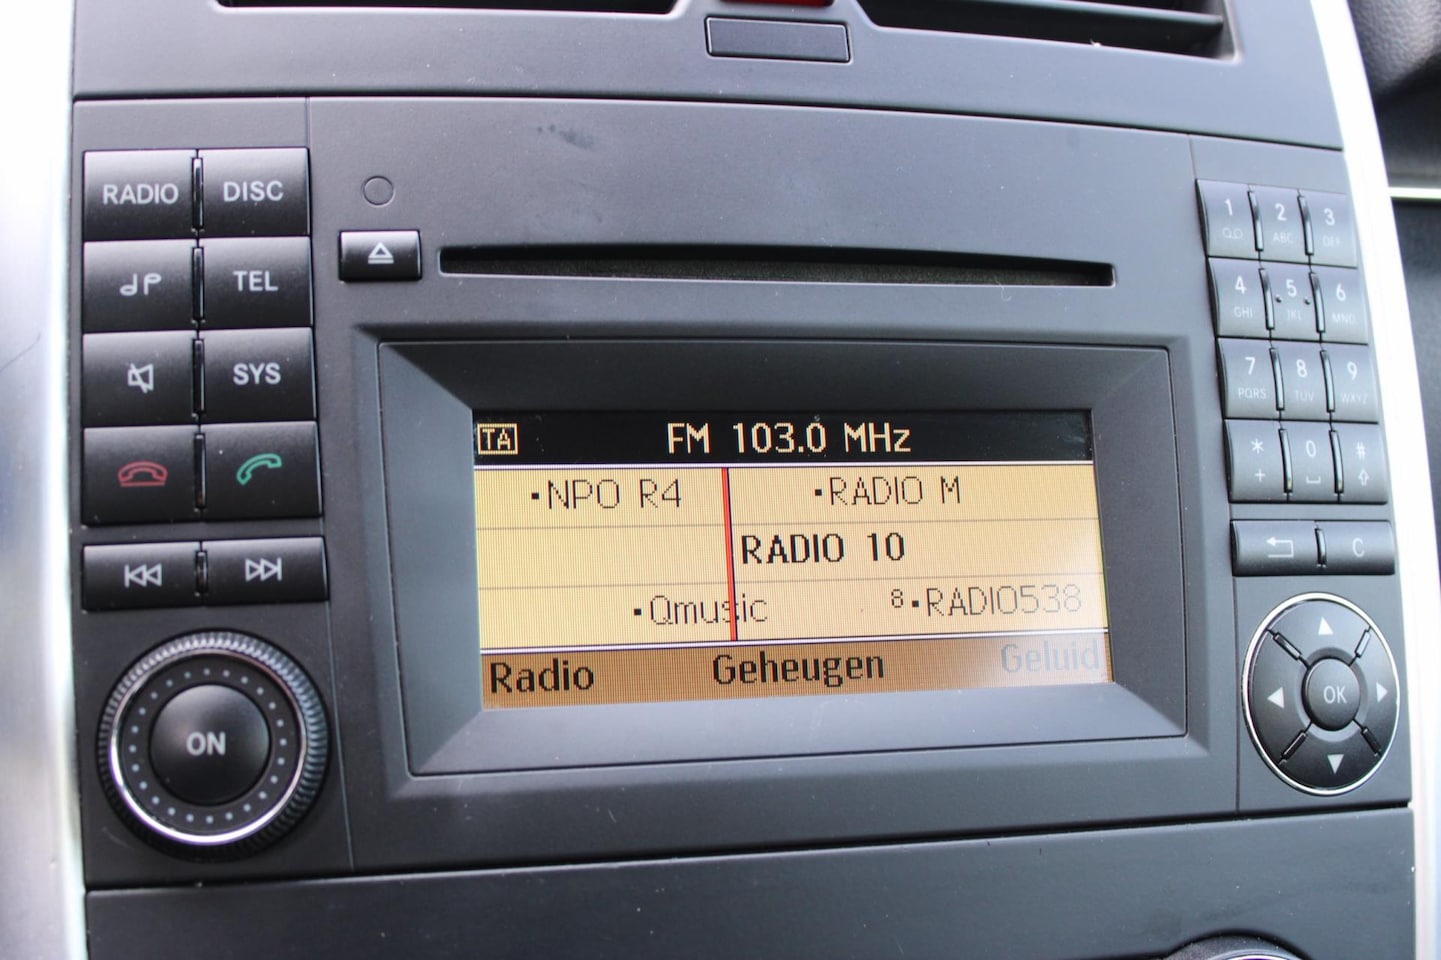 RADIO DISC
TEL
SYS
ON
TA FM 103.0 MHz
NPO R4 RADIO M
RADIO 10
Qmusic 8 RADIO538
Radio Geheugen Geluid
1 2 3
ABC DEF
4 5 6
GHI JKL MNO
7 8 9
PQRS TUV WXYZ
* 0 #
+
C
OK